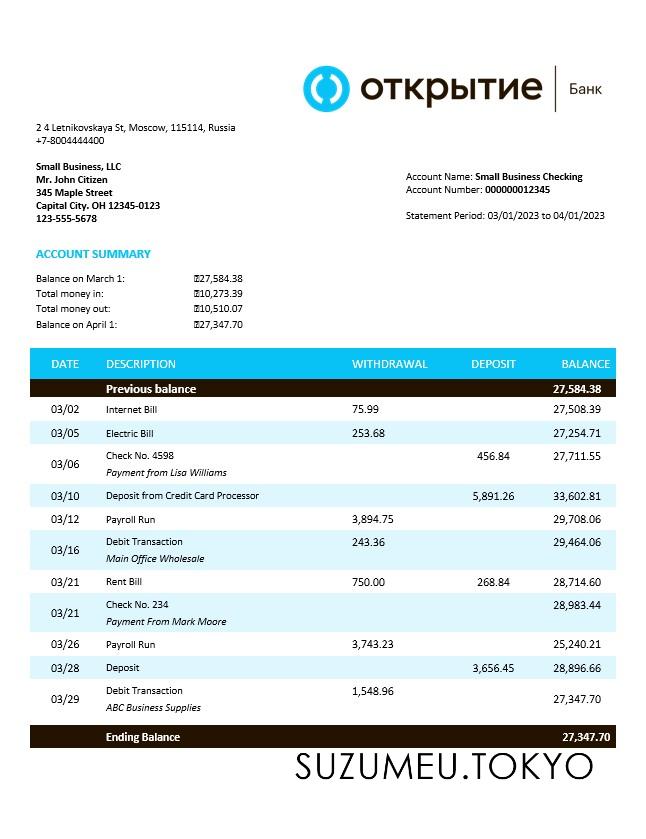 открытие Банк
2 4 Letnikovskaya St, Moscow, 115114, Russia
+7-8004444400
Small Business, LLC
Mr. John Citizen
345 Maple Street
Capital City. OH 12345-0123
123-555-5678
Account Name: Small Business Checking
Account Number: 000000012345
Statement Period: 03/01/2023 to 04/01/2023
ACCOUNT SUMMARY
Balance on March 1: 27,584.38
Total money in: 10,273.39
Total money out: 10,510.07
Balance on April 1: 27,347.70
DATE DESCRIPTION WITHDRAWAL DEPOSIT BALANCE
Previous balance 27,584.38
03/02 Internet Bill 75.99 27,508.39
03/05 Electric Bill 253.68 27,254.71
03/06 Check No. 4598 456.84 27,711.55
Payment from Lisa Williams
03/10 Deposit from Credit Card Processor 5,891.26 33,602.81
03/12 Payroll Run 3,894.75 29,708.06
03/16 Debit Transaction 243.36 29,464.06
Main Office Wholesale
03/21 Rent Bill 750.00 268.84 28,714.60
03/21 Check No. 234 28,983.44
Payment From Mark Moore
03/26 Payroll Run 3,743.23 25,240.21
03/28 Deposit 3,656.45 28,896.66
03/29 Debit Transaction 1,548.96 27,347.70
ABC Business Supplies
Ending Balance 27,347.70
SUZUMEU.TOKYO